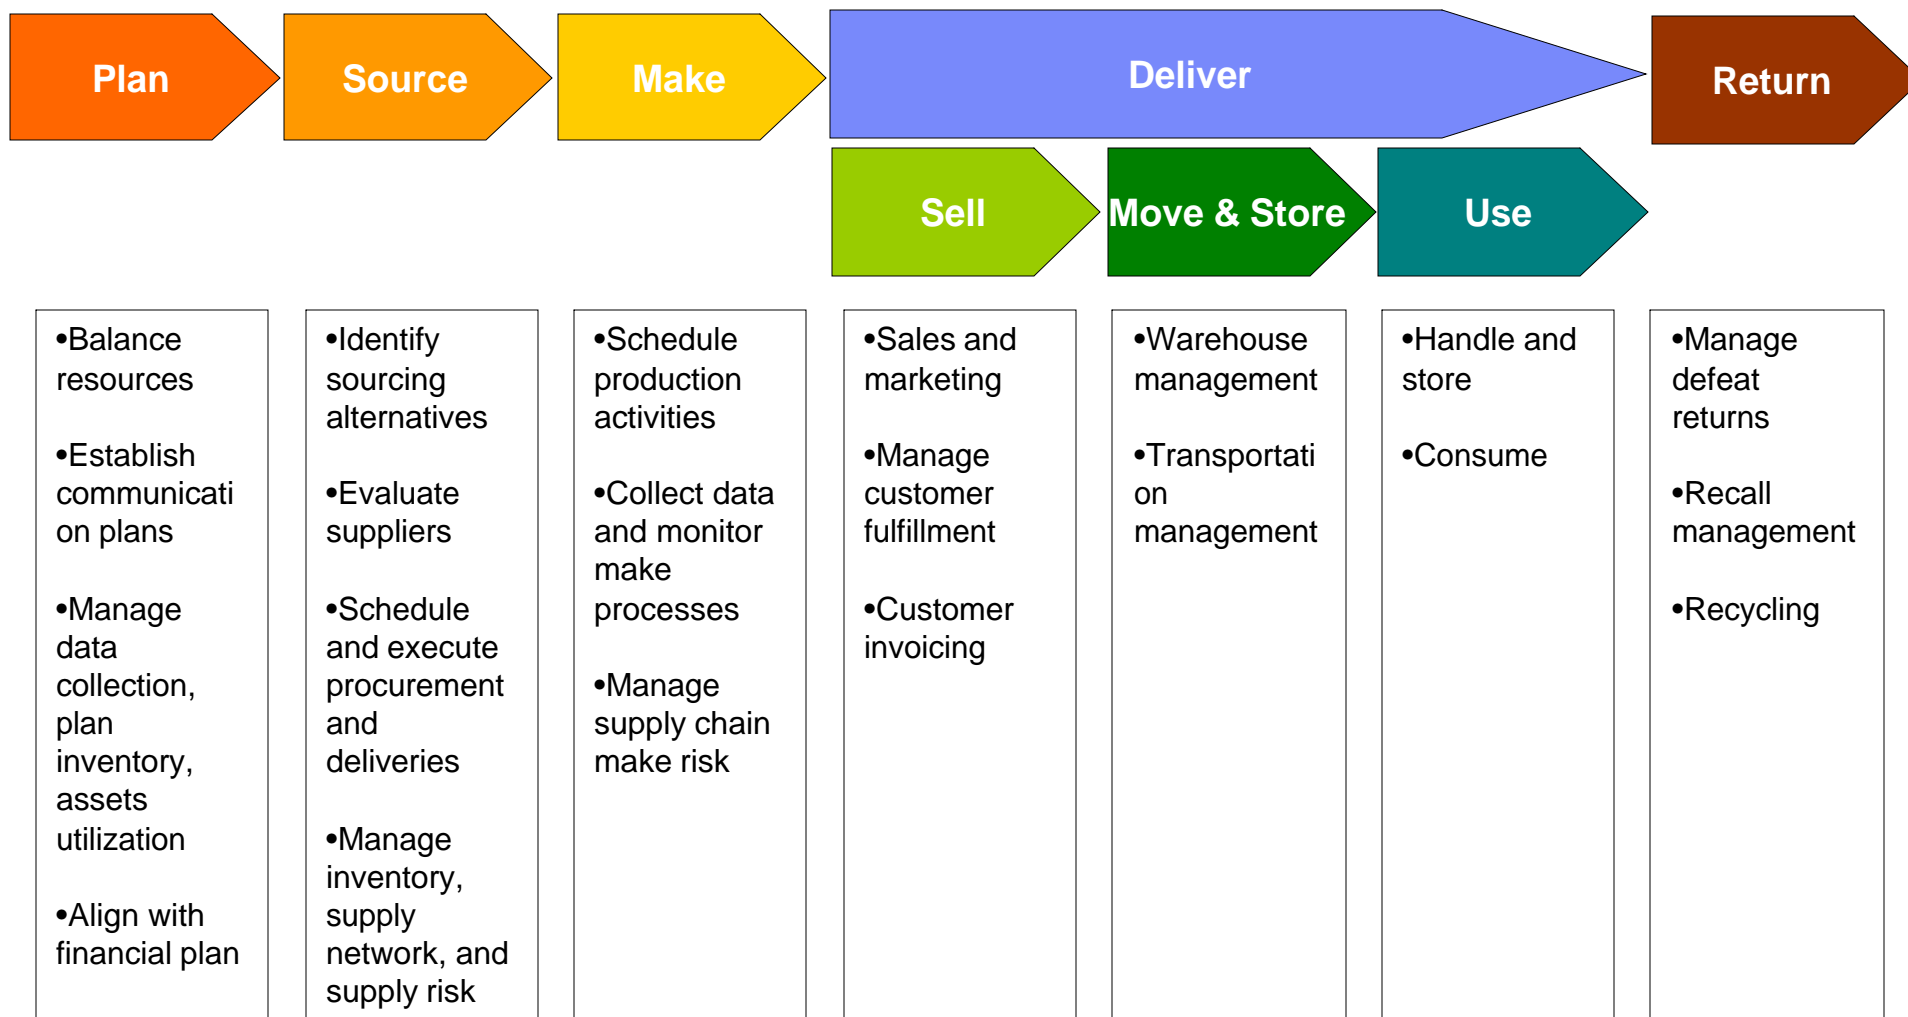 Plan
Source
Make
Deliver
Return
Sell
Move & Store
Use
•Balance
resources
•Establish
communicati
on plans
•Manage
data
collection,
plan
inventory,
assets
utilization
•Align with
financial plan
•Identify
sourcing
alternatives
•Evaluate
suppliers
•Schedule
and execute
procurement
and
deliveries
•Manage
inventory,
supply
network, and
supply risk
•Schedule
production
activities
•Collect data
and monitor
make
processes
•Manage
supply chain
make risk
•Sales and
marketing
•Manage
customer
fulfillment
•Customer
invoicing
•Warehouse
management
•Transportati
on
management
•Handle and
store
•Consume
•Manage
defeat
returns
•Recall
management
•Recycling